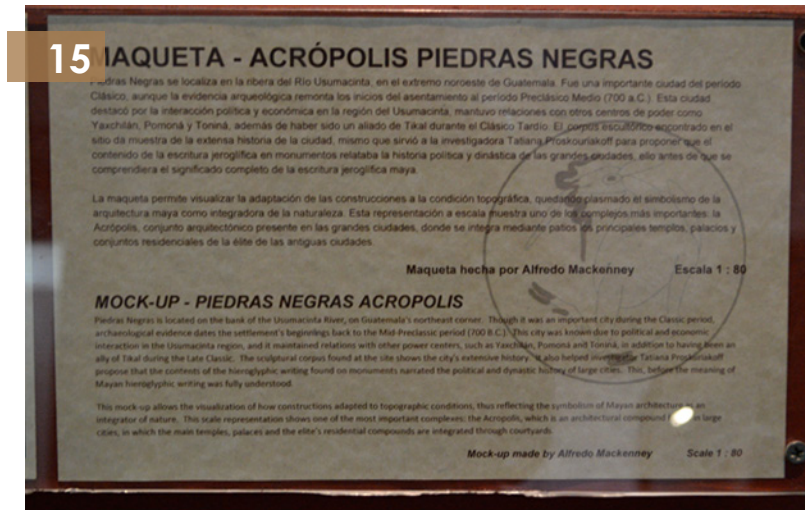 15
MAQUETA - ACRÓPOLIS PIEDRAS NEGRAS
Piedras Negras se localiza en la ribera del Río Usumacinta, en el extremo noroeste de Guatemala. Fue una importante ciudad del período
Clásico, aunque la evidencia arqueológica remonta los inicios del asentamiento al período Preclásico Medio (700 a.C.). Esta ciudad
destacó por la interacción política y económica en la región del Usumacinta, mantuvo relaciones con otros centros de poder como
Yaxchilán, Pomoná y Toniná, además de haber sido un aliado de Tikal durante el Clásico Tardío. El corpus escultórico encontrado en el
sitio da muestra de la extensa historia de la ciudad, mismo que sirvió a la investigadora Tatiana Proskouriakoff para proponer que el
contenido de la escritura jeroglífica en monumentos relataba la historia política y dinástica de las grandes ciudades, ello antes de que se
comprendiera el significado completo de la escritura jeroglífica maya.
La maqueta permite visualizar la adaptación de las construcciones a la condición topográfica, quedando plasmado el simbolismo de la
arquitectura maya como integradora de la naturaleza. Esta representación a escala muestra uno de los complejos más importantes: la
Acrópolis, conjunto arquitectónico presente en las grandes ciudades, donde se integra mediante patios los principales templos, palacios y
conjuntos residenciales de la élite de las antiguas ciudades.
Maqueta hecha por Alfredo Mackenney Escala 1 : 80
MOCK-UP - PIEDRAS NEGRAS ACROPOLIS
Piedras Negras is located on the bank of the Usumacinta River, on Guatemala's northeast corner. Though it was an important city during the Classic period,
archaeological evidence dates the settlement's beginnings back to the Mid-Preclassic period (700 B.C.). This city was known due to political and economic
interaction in the Usumacinta region, and it maintained relations with other power centers, such as Yaxchilán, Pomoná and Toniná, in addition to having been an
ally of Tikal during the Late Classic. The sculptural corpus found at the site shows the city's extensive history. It also helped investigator Tatiana Proskouriakoff
propose that the contents of the hieroglyphic writing found on monuments narrated the political and dynastic history of large cities. This, before the meaning of
Mayan hieroglyphic writing was fully understood.
This mock-up allows the visualization of how constructions adapted to topographic conditions, thus reflecting the symbolism of Mayan architecture as an
integrator of nature. This scale representation shows one of the most important complexes: the Acropolis, which is an architectural compound in large
cities, in which the main temples, palaces and the elite's residential compounds are integrated through courtyards.
Mock-up made by Alfredo Mackenney Scale 1 : 80